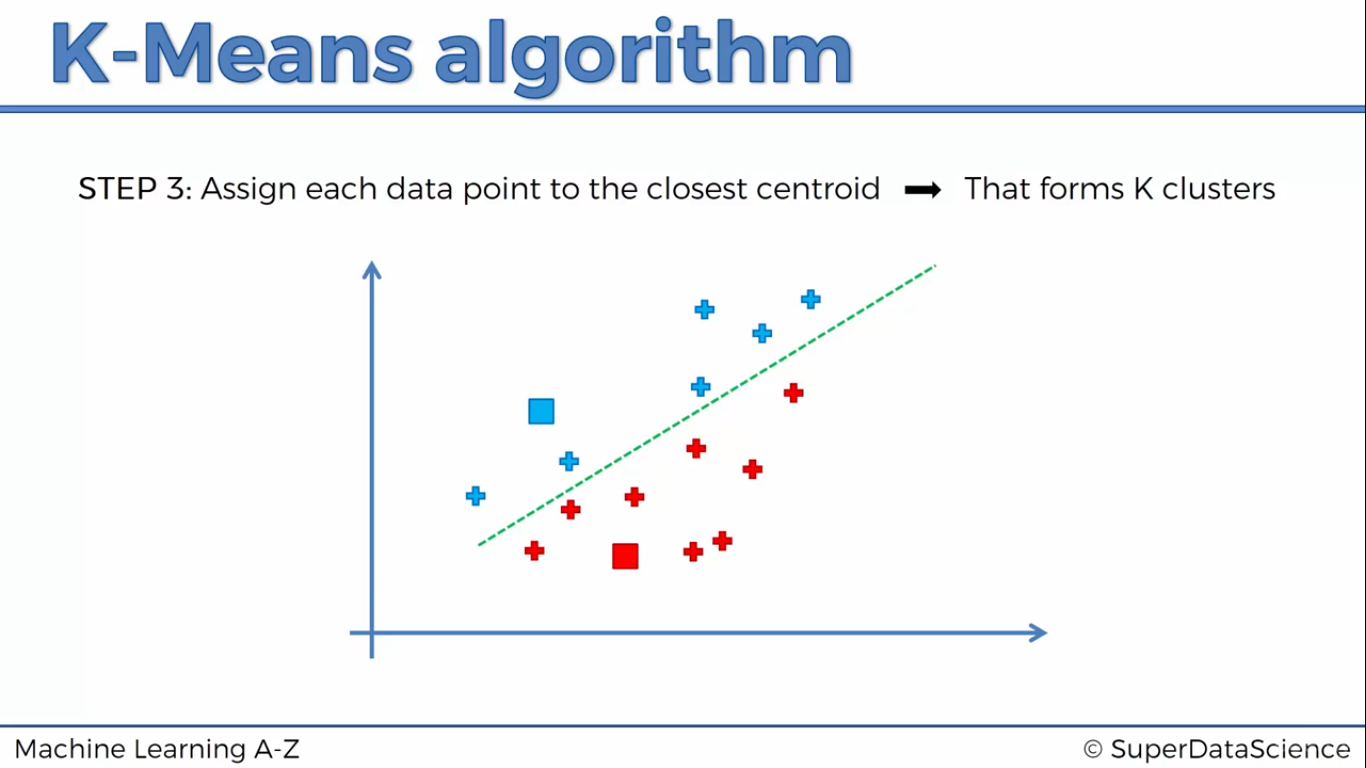 K-Means algorithm
STEP 3: Assign each data point to the closest centroid ➡ That forms K clusters
Machine Learning A-Z
© SuperDataScience